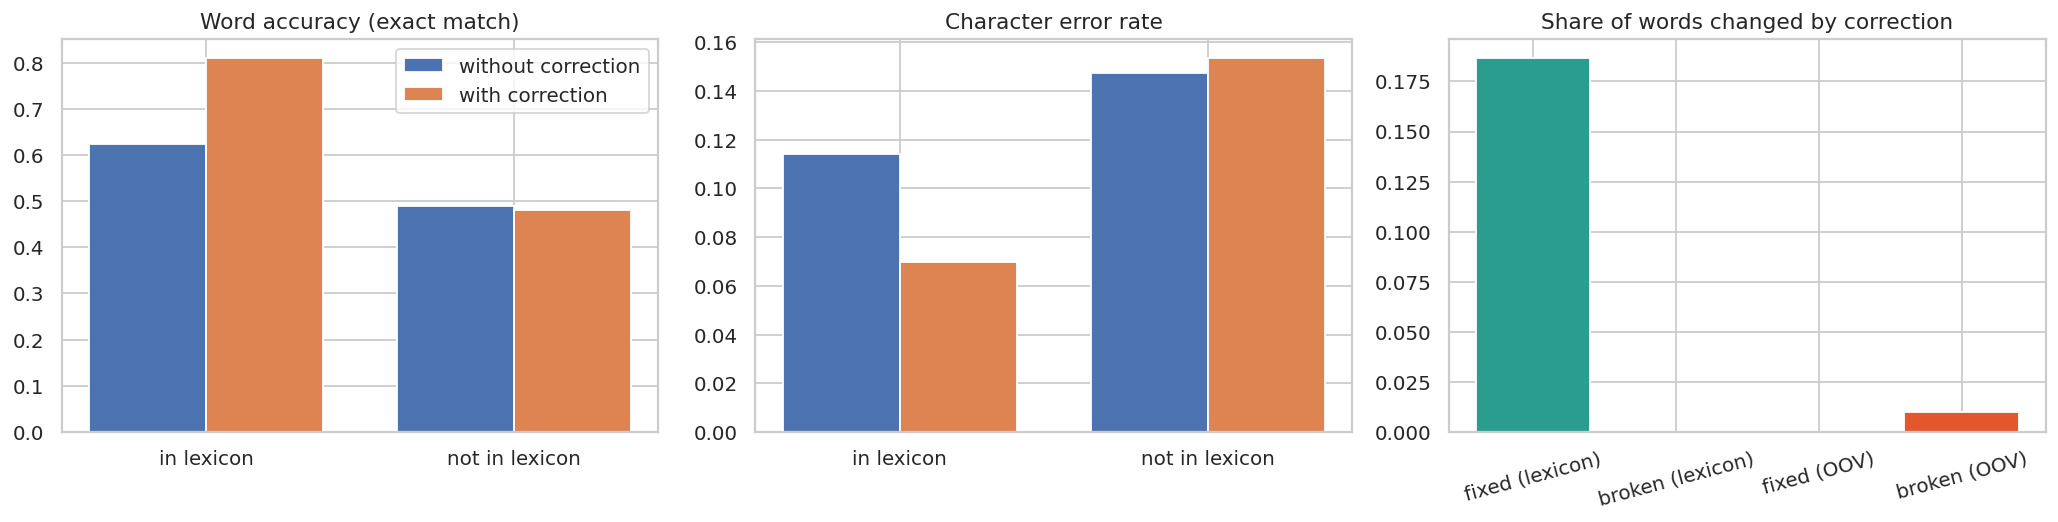 Word accuracy (exact match)
0.8
0.7
0.6
0.5
0.4
0.3
0.2
0.1
0.0
in lexicon
not in lexicon
without correction
with correction
Character error rate
0.16
0.14
0.12
0.10
0.08
0.06
0.04
0.02
0.00
in lexicon
not in lexicon
Share of words changed by correction
0.175
0.150
0.125
0.100
0.075
0.050
0.025
0.000
fixed (lexicon)
broken (lexicon)
fixed (OOV)
broken (OOV)